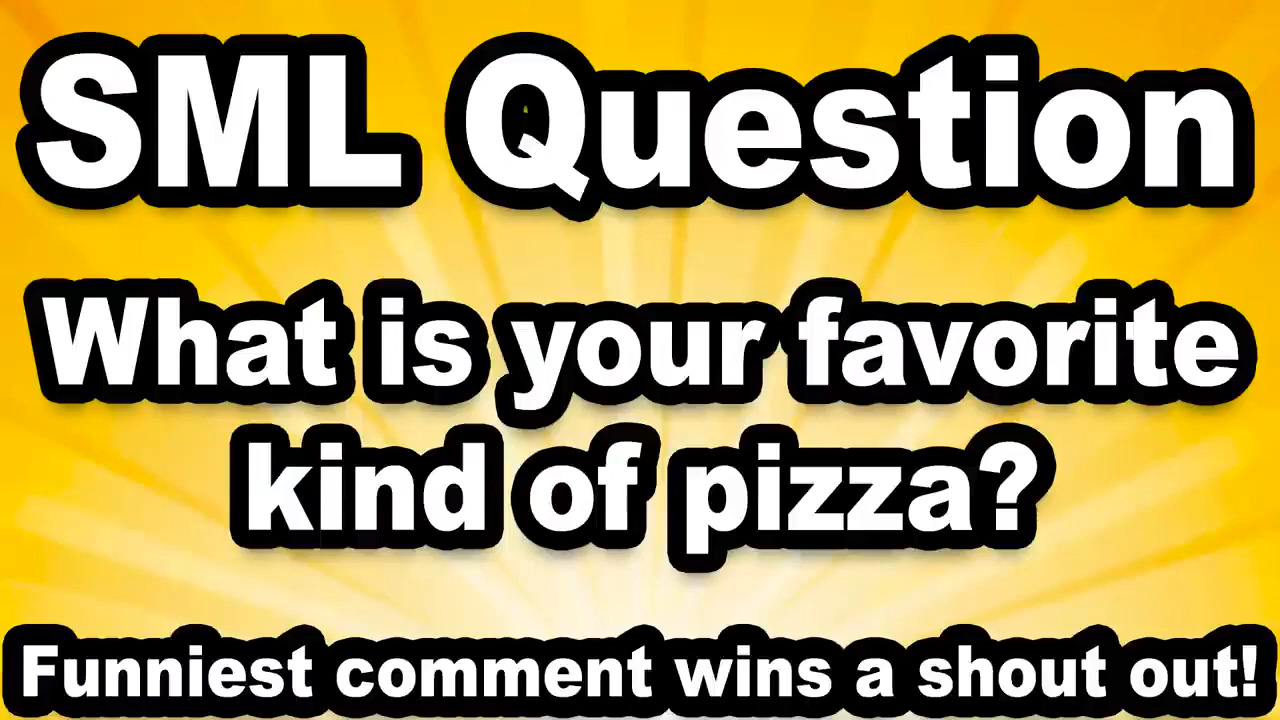 SML Question
What is your favorite
kind of pizza?
Funniest comment wins a shout out!